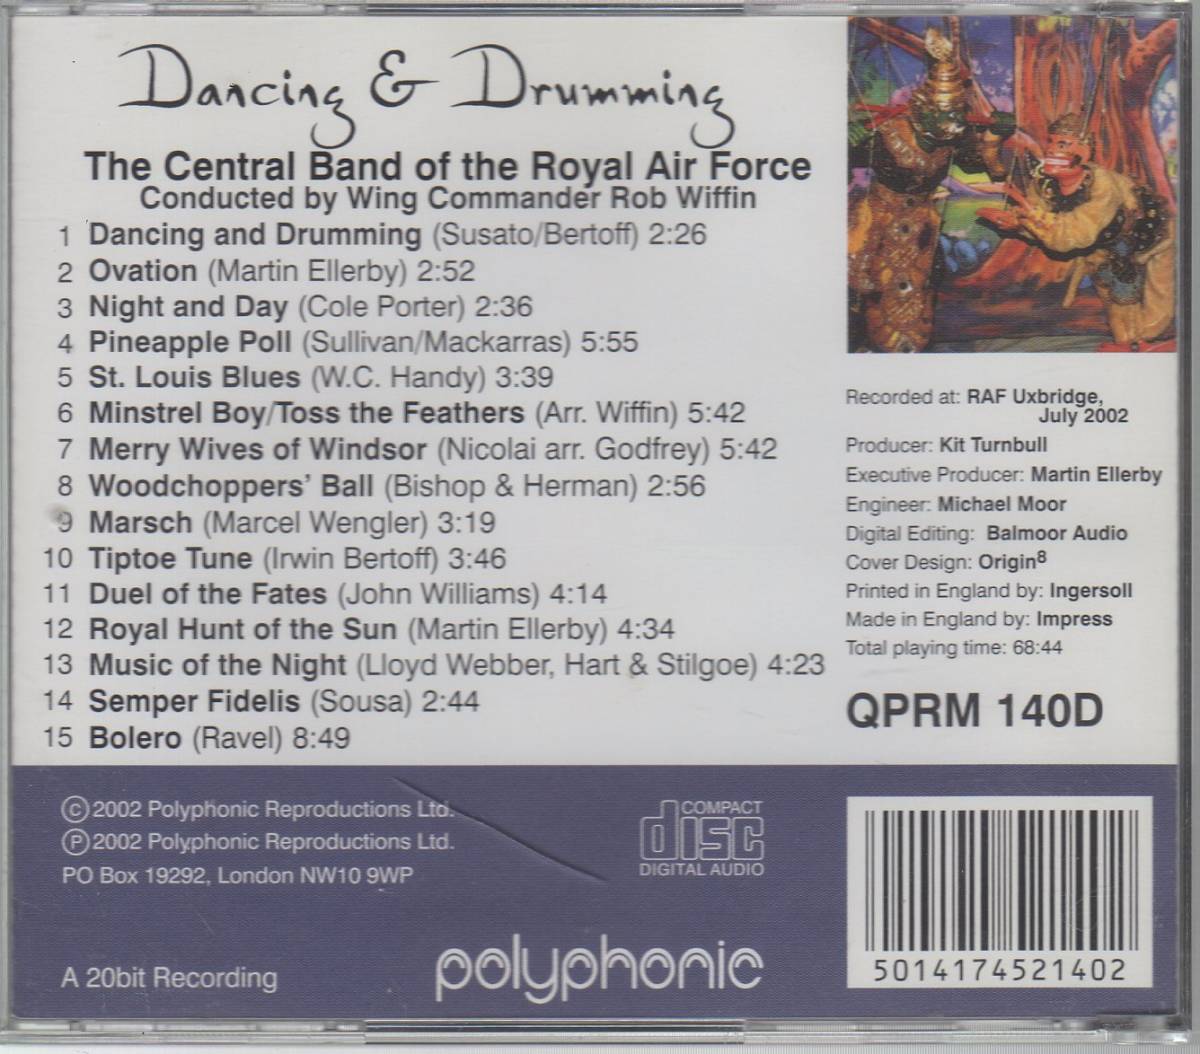 Dancing & Drumming
The Central Band of the Royal Air Force
Conducted by Wing Commander Rob Wiffin
1 Dancing and Drumming (Susato/Bertoff) 2:26
2 Ovation (Martin Ellerby) 2:52
3 Night and Day (Cole Porter) 2:36
4 Pineapple Poll (Sullivan/Mackarras) 5:55
5 St. Louis Blues (W.C. Handy) 3:39
6 Minstrel Boy/Toss the Feathers (Arr. Wiffin) 5:42
7 Merry Wives of Windsor (Nicolai arr. Godfrey) 5:42
8 Woodchoppers' Ball (Bishop & Herman) 2:56
9 Marsch (Marcel Wengler) 3:19
10 Tiptoe Tune (Irwin Bertoff) 3:46
11 Duel of the Fates (John Williams) 4:14
12 Royal Hunt of the Sun (Martin Ellerby) 4:34
13 Music of the Night (Lloyd Webber, Hart & Stilgoe) 4:23
14 Semper Fidelis (Sousa) 2:44
15 Bolero (Ravel) 8:49
Recorded at: RAF Uxbridge,
July 2002
Producer: Kit Turnbull
Executive Producer: Martin Ellerby
Engineer: Michael Moor
Digital Editing: Balmoor Audio
Cover Design: Origin8
Printed in England by: Ingersoll
Made in England by: Impress
Total playing time: 68:44
QPRM 140D
©2002 Polyphonic Reproductions Ltd.
℗2002 Polyphonic Reproductions Ltd.
PO Box 19292, London NW10 9WP
A 20bit Recording
COMPACT
disc
DIGITAL AUDIO
polyphonic
5014174521402